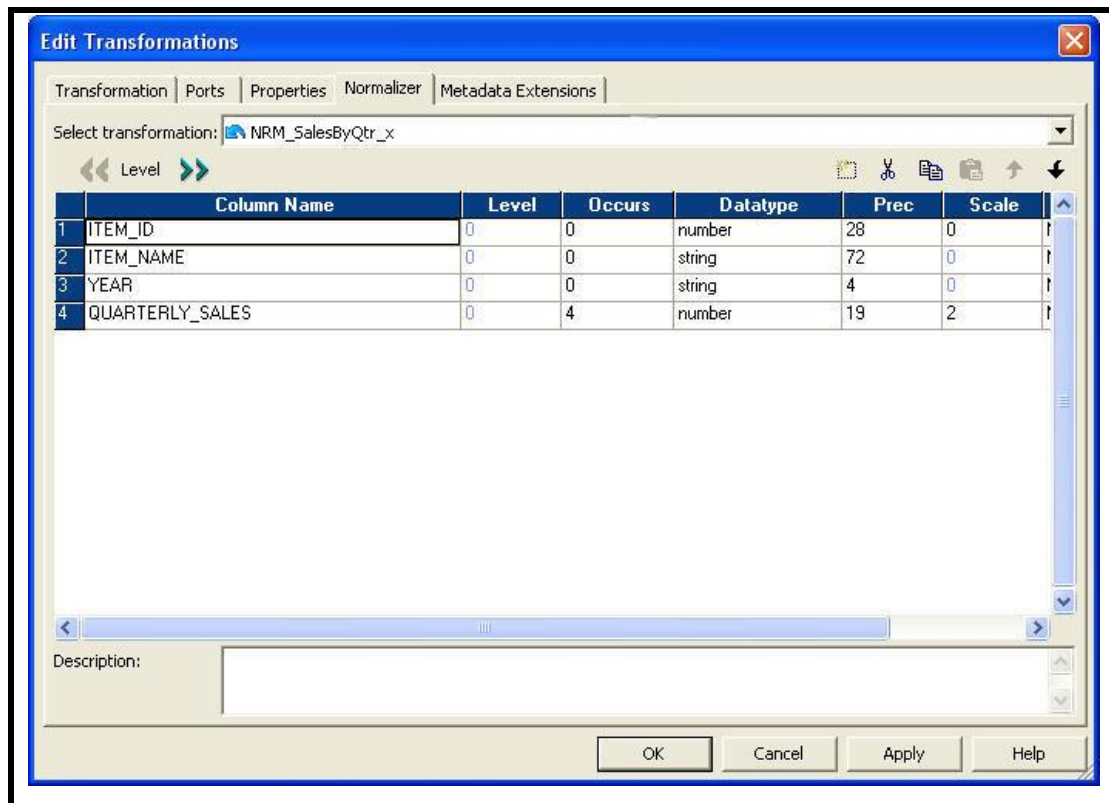 Edit Transformations
Transformation Ports Properties Normalizer Metadata Extensions
Select transformation: NRM_SalesByQtr_x
Level
Column Name Level Occurs Datatype Prec Scale
1 ITEM_ID 0 0 number 28 0
2 ITEM_NAME 0 0 string 72 0
3 YEAR 0 0 string 4 0
4 QUARTERLY_SALES 0 4 number 19 2
Description:
OK Cancel Apply Help